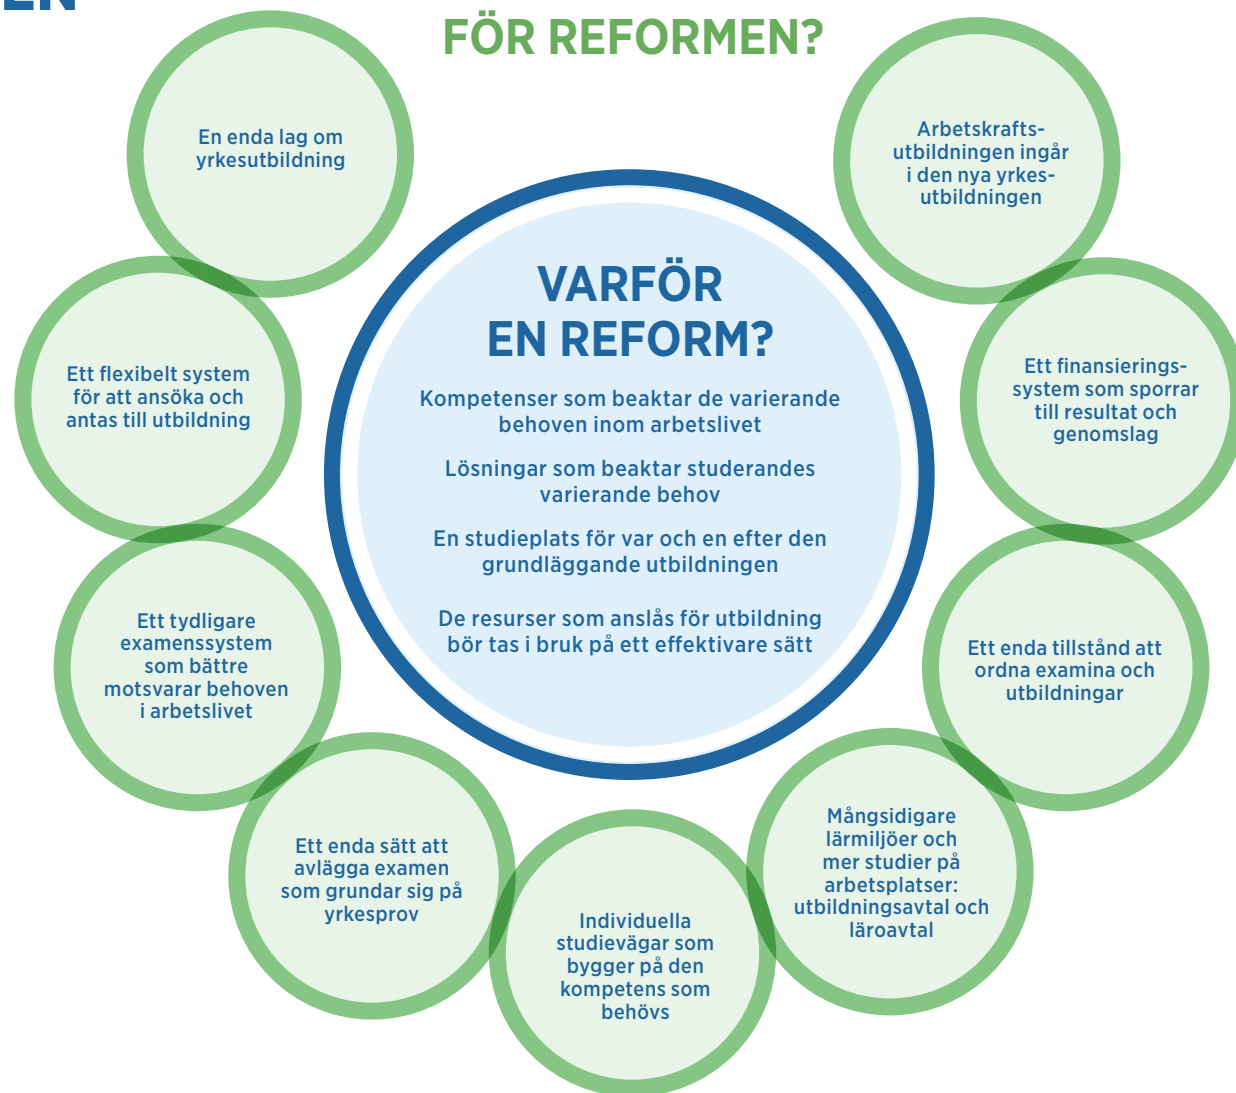 EN
FÖR REFORMEN?
En enda lag om
yrkesutbildning
Arbetskrafts-
utbildningen ingår
i den nya yrkes-
utbildningen
VARFÖR
EN REFORM?
Kompetenser som beaktar de varierande
behoven inom arbetslivet
Lösningar som beaktar studerandes
varierande behov
En studieplats för var och en efter den
grundläggande utbildningen
De resurser som anslås för utbildning
bör tas i bruk på ett effektivare sätt
Ett flexibelt system
för att ansöka och
antas till utbildning
Ett finansierings-
system som sporrar
till resultat och
genomslag
Ett tydligare
examenssystem
som bättre
motsvarar behoven
i arbetslivet
Ett enda tillstånd att
ordna examina och
utbildningar
Ett enda sätt att
avlägga examen
som grundar sig på
yrkesprov
Individuella
studievägar som
bygger på den
kompetens som
behövs
Mångsidigare
lärmiljöer och
mer studier på
arbetsplatser:
utbildningsavtal och
läroavtal